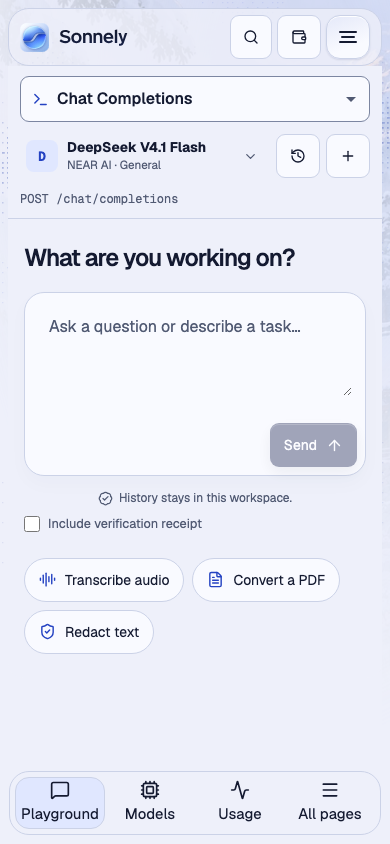 Sonnely
Chat Completions
D
DeepSeek V4.1 Flash
NEAR AI · General
POST /chat/completions
What are you working on?
Ask a question or describe a task...
Send
History stays in this workspace.
Include verification receipt
Transcribe audio
Convert a PDF
Redact text
Playground
Models
Usage
All pages